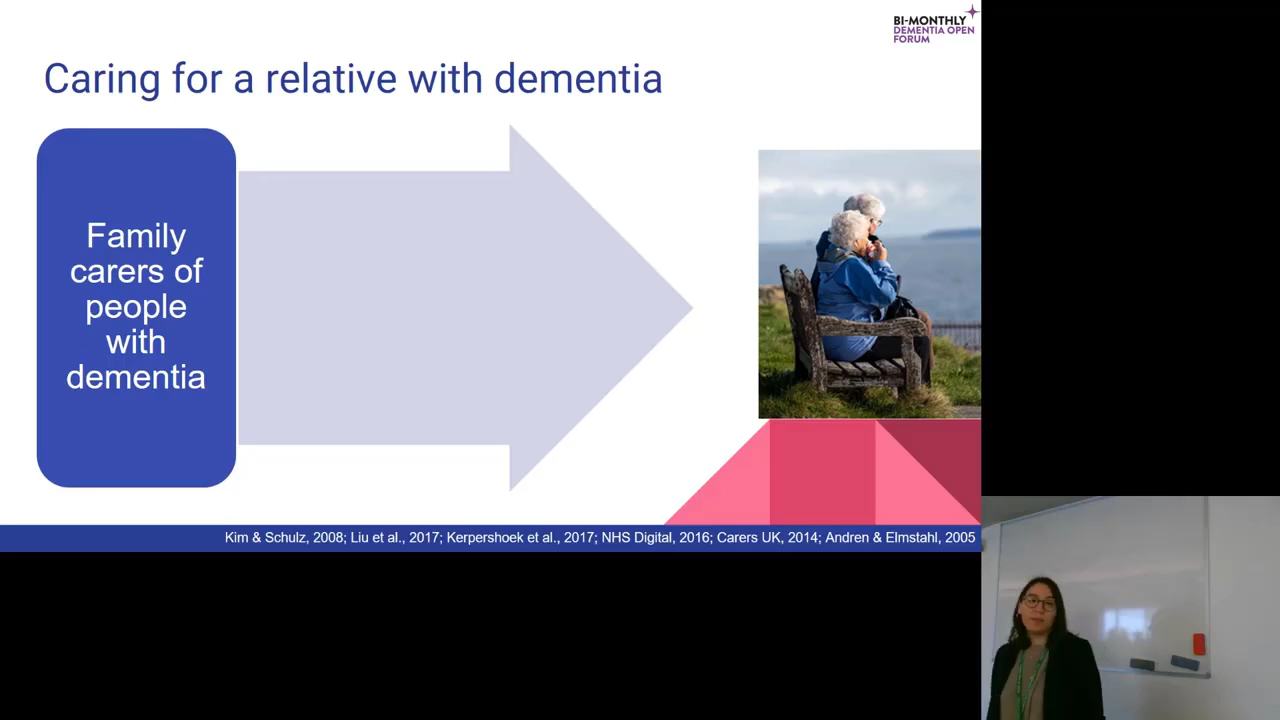 BI-MONTHLY
DEMENTIA OPEN
FORUM
Caring for a relative with dementia
Family
carers of
people
with
dementia
Kim & Schulz, 2008; Liu et al., 2017; Kerpershoek et al., 2017; NHS Digital, 2016; Carers UK, 2014; Andren & Elmstahl, 2005